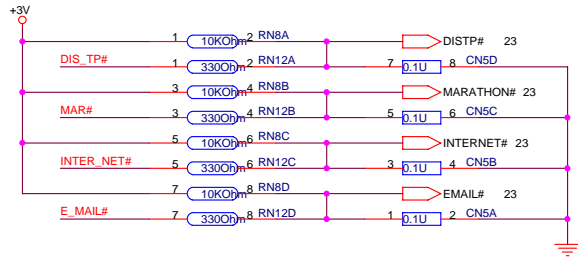 +3V
1 10KOhm 2 RN8A DISTP# 23
DIS_TP# 1 330Ohm 2 RN12A 7 0.1U 8 CN5D
3 10KOhm 4 RN8B MARATHON# 23
MAR# 3 330Ohm 4 RN12B 5 0.1U 6 CN5C
5 10KOhm 6 RN8C INTERNET# 23
INTER_NET# 5 330Ohm 6 RN12C 3 0.1U 4 CN5B
7 10KOhm 8 RN8D EMAIL# 23
E_MAIL# 7 330Ohm 8 RN12D 1 0.1U 2 CN5A